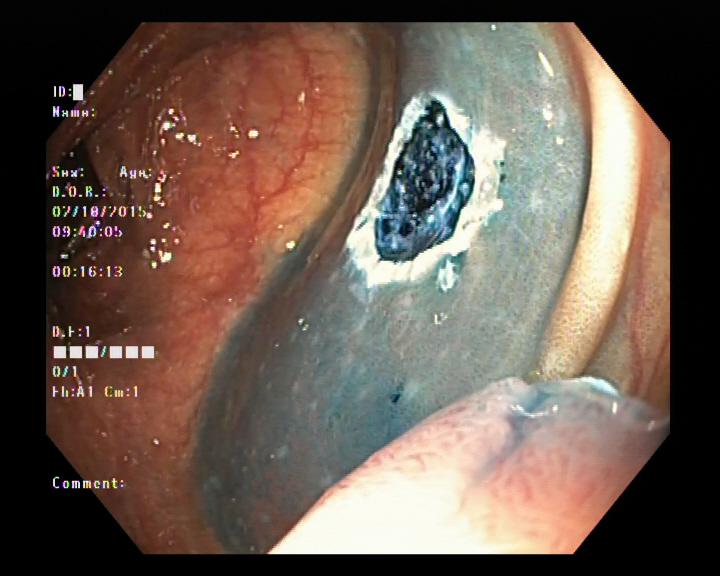 ID:
Name:
Sex: Age:
D.O.B.:
02/10/2015
09:40:05
00:16:13
D.F:1
■■■/■■■
0/1
Eh:A1 Cm:1
Comment: